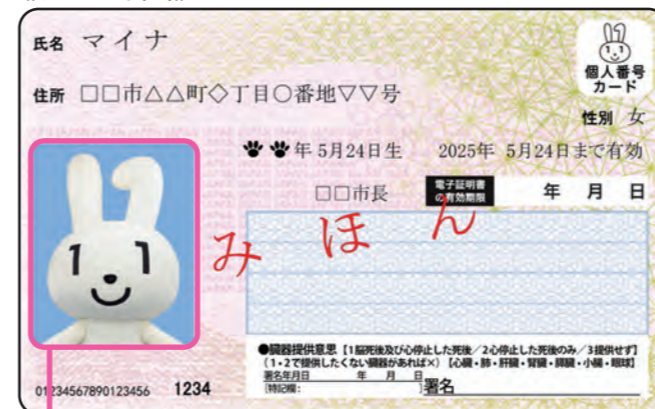 氏名 マイナ
個人番号
カード
住所 □□市△△町◇丁目○番地▽▽号
性別 女
年 5月24日生 2025年 5月24日まで有効
□□市長 電子証明書の有効期限 年 月 日
みほん
1 1
●臓器提供意思【1脳死後及び心停止した死後／2心停止した死後のみ／3提供せず】
(1・2で提供したくない臓器があれば×)【心臓・肺・肝臓・腎臓・膵臓・小腸・眼球】
署名年月日 年 月 日
[特記欄: ] 署名
01234567890123456 1234